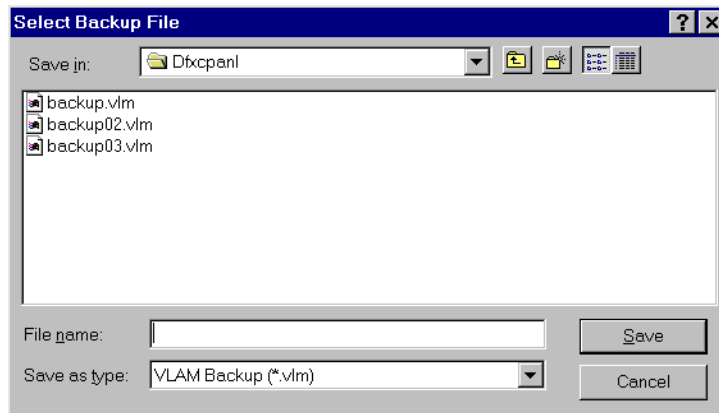 Select Backup File
Save in: Dfxcpanl
backup.vlm
backup02.vlm
backup03.vlm
File name: Save
Save as type: VLAM Backup (*.vlm) Cancel